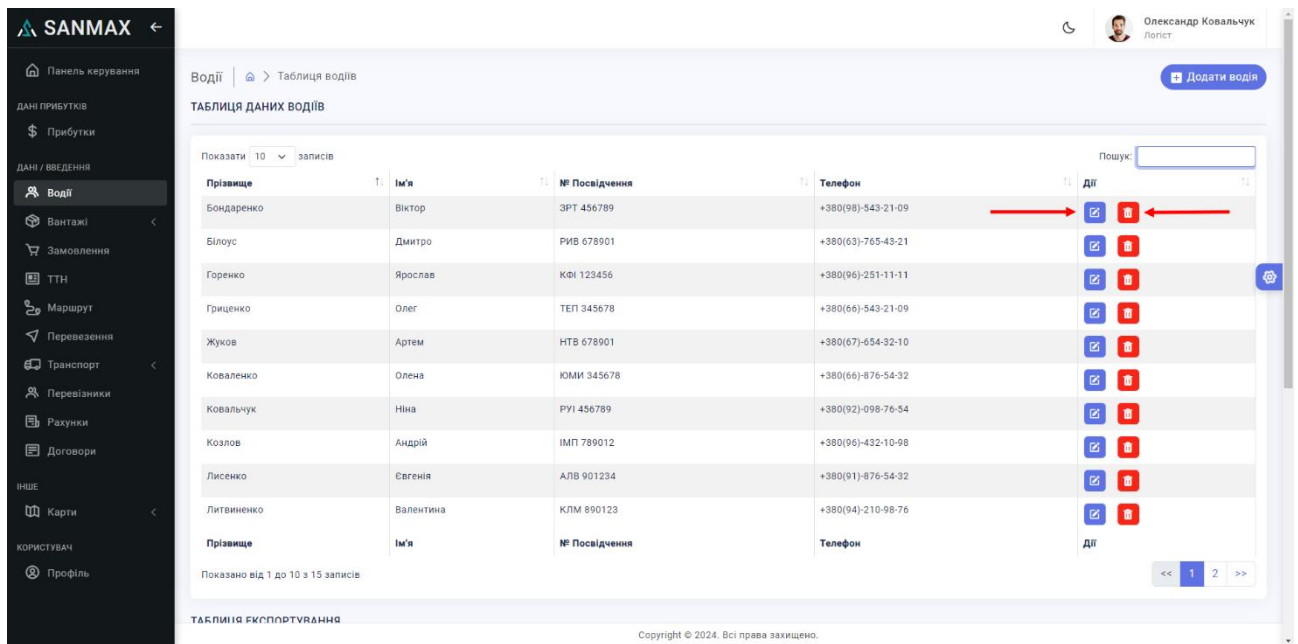 SANMAX
Олександр Ковальчук
Логіст
Панель керування
ДАНІ ПРИБУТКІВ
Прибутки
ДАНІ / ВВЕДЕННЯ
Водії
Вантажі
Замовлення
ТТН
Маршрут
Перевезення
Транспорт
Перевізники
Рахунки
Договори
ІНШЕ
Карти
КОРИСТУВАЧ
Профіль
Водії > Таблиця водіїв
Додати водія
ТАБЛИЦЯ ДАНИХ ВОДІЇВ
Показати 10 записів
Пошук:
Прізвище Ім'я № Посвідчення Телефон Дії
Бондаренко Віктор ЗРТ 456789 +380(98)-543-21-09
Білоус Дмитро РИВ 678901 +380(63)-765-43-21
Горенко Ярослав КФІ 123456 +380(96)-251-11-11
Гриценко Олег ТЕП 345678 +380(66)-543-21-09
Жуков Артем НТВ 678901 +380(67)-654-32-10
Коваленко Олена ЮМИ 345678 +380(66)-876-54-32
Ковальчук Ніна РУІ 456789 +380(92)-098-76-54
Козлов Андрій ІМП 789012 +380(96)-432-10-98
Лисенко Євгенія АЛВ 901234 +380(91)-876-54-32
Литвиненко Валентина КЛМ 890123 +380(94)-210-98-76
Прізвище Ім'я № Посвідчення Телефон Дії
Показано від 1 до 10 з 15 записів
<< 1 2 >>
ТАБЛИЦЯ ЕКСПОРТУВАННЯ
Copyright © 2024. Всі права захищено.